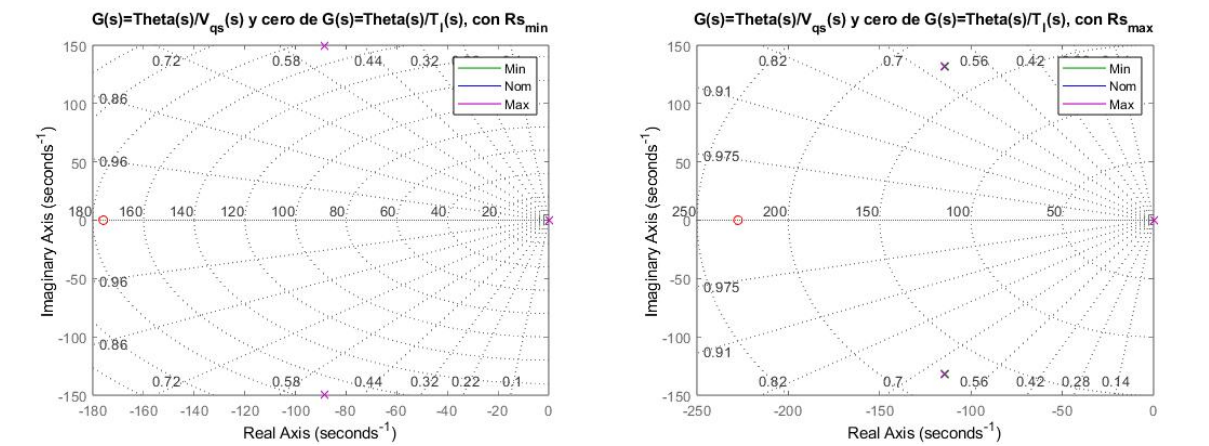 G(s)=Theta(s)/V_qs(s) y cero de G(s)=Theta(s)/T_l(s), con Rs_min
150
100
50
0
-50
-100
-150
Imaginary Axis (seconds^-1)
0.72 0.58 0.44 0.32
0.86
0.96
180 160 140 120 100 80 60 40 20
0.96
0.86
0.72 0.58 0.44 0.32 0.22 0.1
Min
Nom
Max
-180 -160 -140 -120 -100 -80 -60 -40 -20 0
Real Axis (seconds^-1)
G(s)=Theta(s)/V_qs(s) y cero de G(s)=Theta(s)/T_l(s), con Rs_max
150
100
50
0
-50
-100
-150
Imaginary Axis (seconds^-1)
0.82 0.7 0.56 0.42
0.91
0.975
250 200 150 100 50
0.975
0.91
0.82 0.7 0.56 0.42 0.28 0.14
Min
Nom
Max
-250 -200 -150 -100 -50 0
Real Axis (seconds^-1)